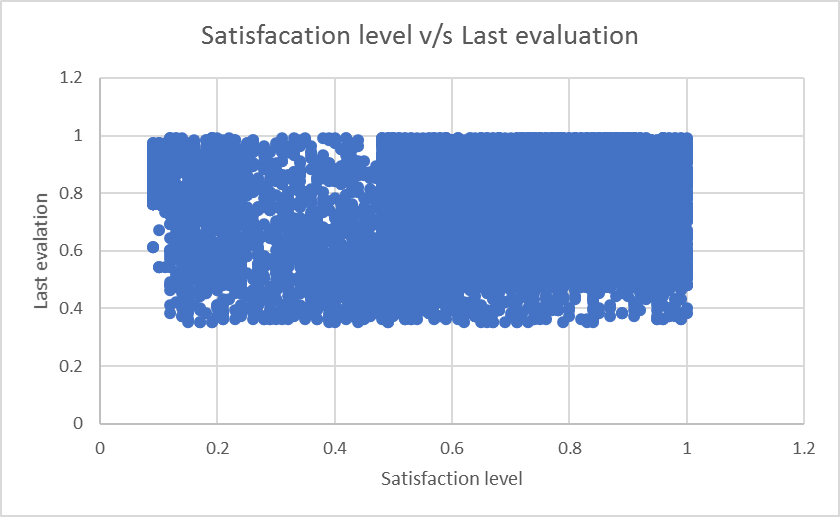 Satisfacation level v/s Last evaluation
1.2
1
0.8
0.6
0.4
0.2
0
Last evalation
0 0.2 0.4 0.6 0.8 1 1.2
Satisfaction level